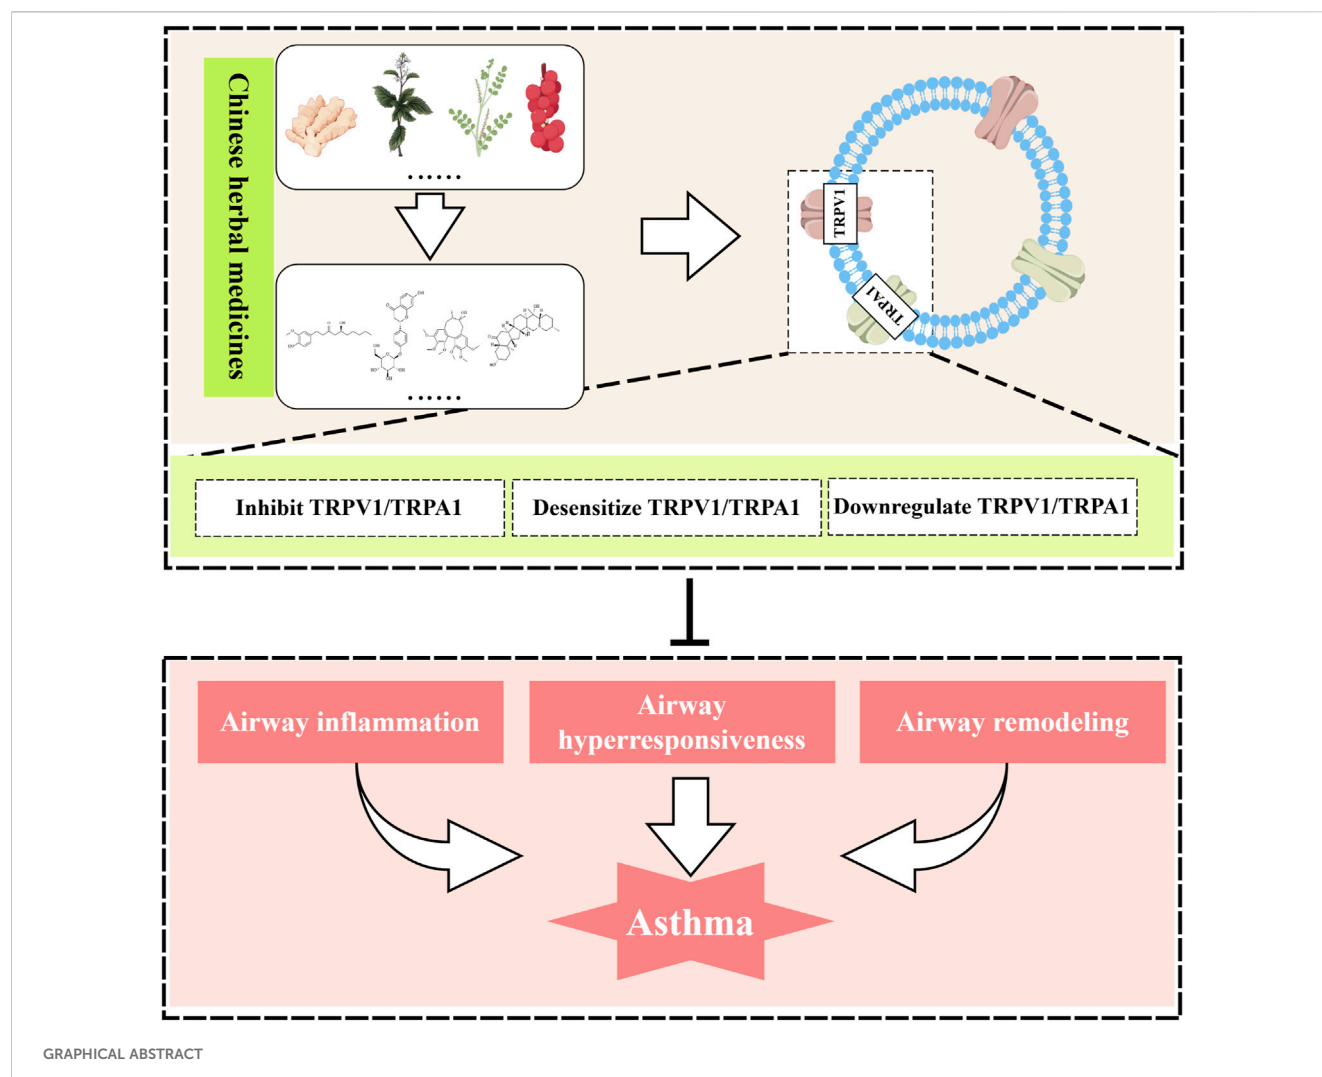 Chinese herbal medicines
......
......
TRPV1
TRPA1
Inhibit TRPV1/TRPA1
Desensitize TRPV1/TRPA1
Downregulate TRPV1/TRPA1
Airway inflammation
Airway
hyperresponsiveness
Airway remodeling
Asthma
GRAPHICAL ABSTRACT